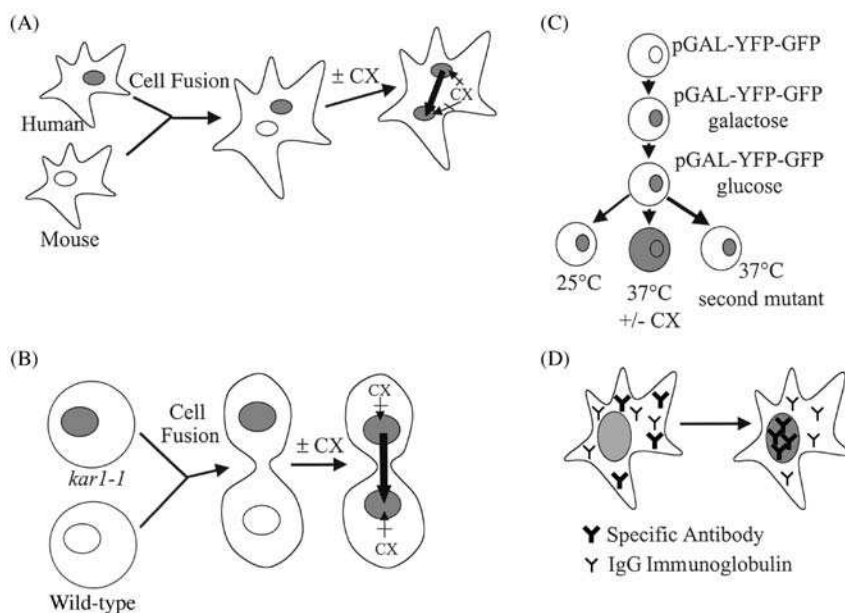 (A)
Human
Mouse
Cell Fusion
± CX
CX
(B)
kar1-1
Wild-type
Cell
Fusion
± CX
CX
CX
(C)
pGAL-YFP-GFP
pGAL-YFP-GFP
galactose
pGAL-YFP-GFP
glucose
25°C
37°C
+/- CX
37°C
second mutant
(D)
Specific Antibody
IgG Immunoglobulin